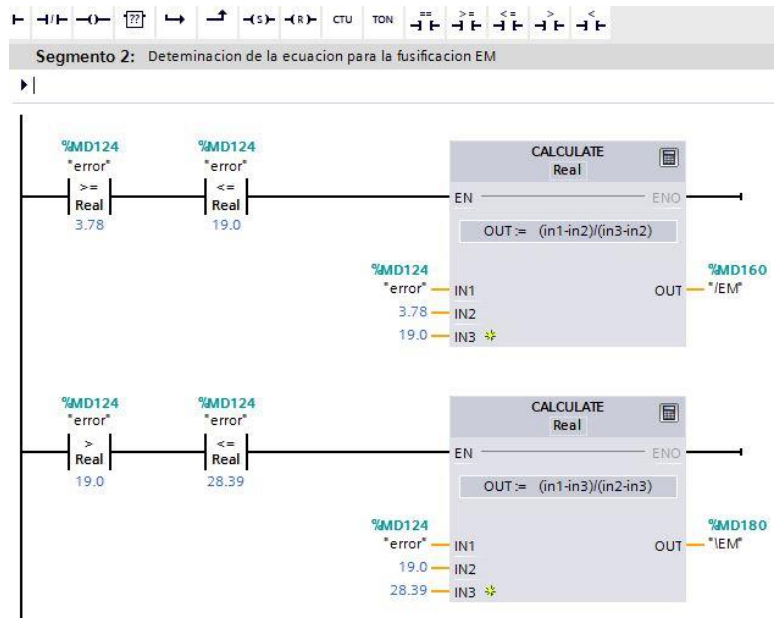 ?? (S) (R) CTU TON == >= <= > <
Segmento 2: Deteminacion de la ecuacion para la fusificacion EM
%MD124 %MD124
"error" "error"
>= <=
Real Real
3.78 19.0
CALCULATE
Real
EN ENO
OUT := (in1-in2)/(in3-in2)
%MD124 %MD160
"error" IN1 OUT "/EM"
3.78 IN2
19.0 IN3
%MD124 %MD124
"error" "error"
> <=
Real Real
19.0 28.39
CALCULATE
Real
EN ENO
OUT := (in1-in3)/(in2-in3)
%MD124 %MD180
"error" IN1 OUT "\EM"
19.0 IN2
28.39 IN3